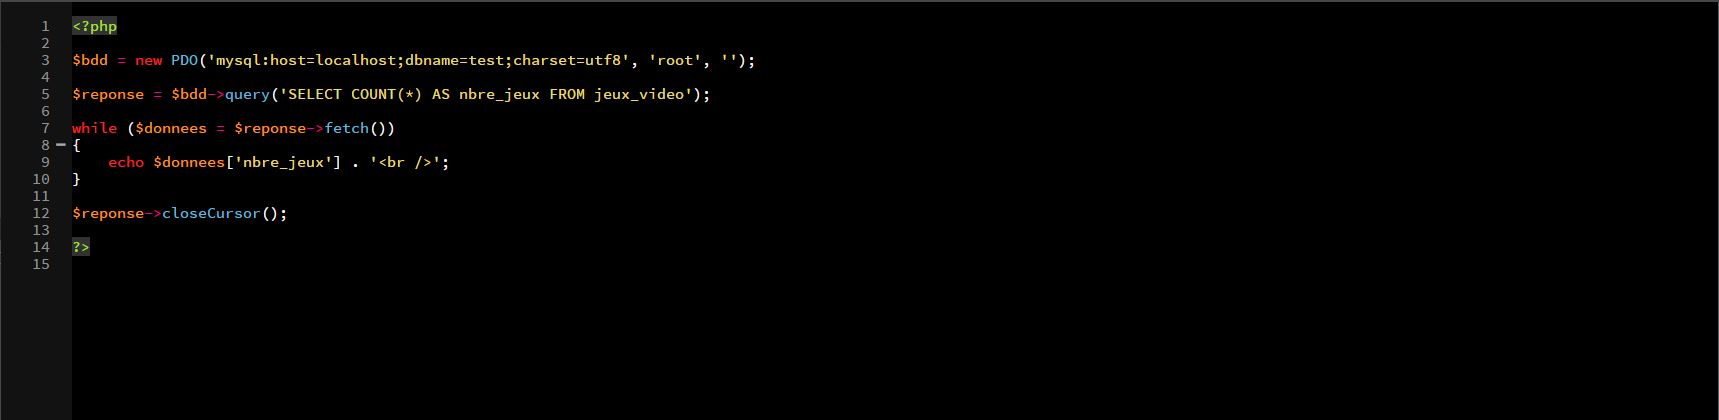 1 <?php
2
3 $bdd = new PDO('mysql:host=localhost;dbname=test;charset=utf8', 'root', '');
4
5 $reponse = $bdd->query('SELECT COUNT(*) AS nbre_jeux FROM jeux_video');
6
7 while ($donnees = $reponse->fetch())
8 {
9     echo $donnees['nbre_jeux'] . '<br />';
10 }
11
12 $reponse->closeCursor();
13
14 ?>
15